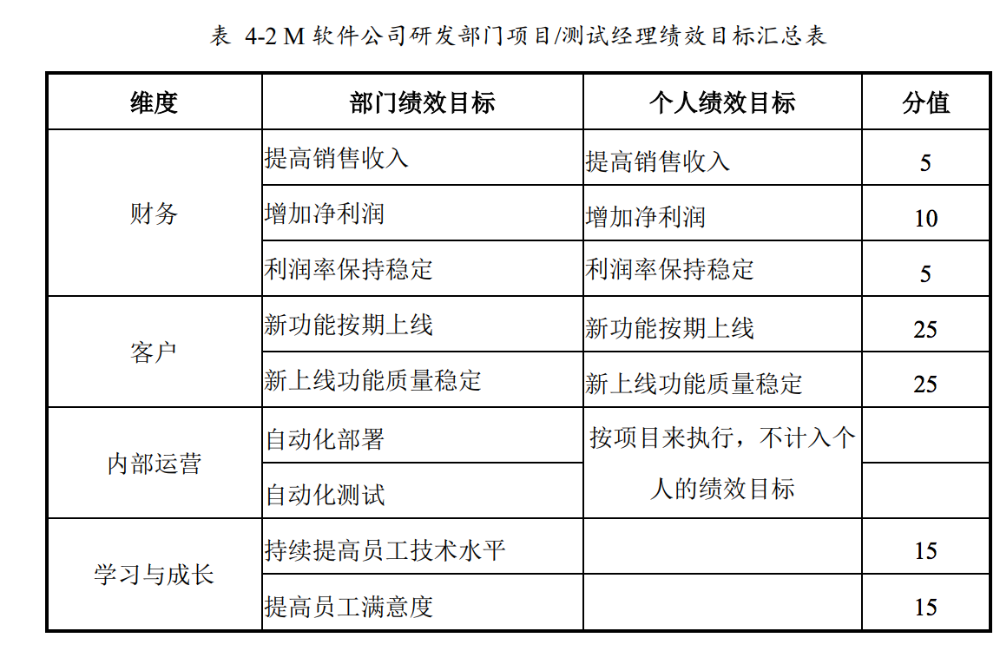 表 4-2 M 软件公司研发部门项目/测试经理绩效目标汇总表
维度 部门绩效目标 个人绩效目标 分值
财务
提高销售收入 提高销售收入 5
增加净利润 增加净利润 10
利润率保持稳定 利润率保持稳定 5
客户
新功能按期上线 新功能按期上线 25
新上线功能质量稳定 新上线功能质量稳定 25
内部运营
自动化部署
自动化测试
按项目来执行，不计入个
人的绩效目标
学习与成长
持续提高员工技术水平 15
提高员工满意度 15